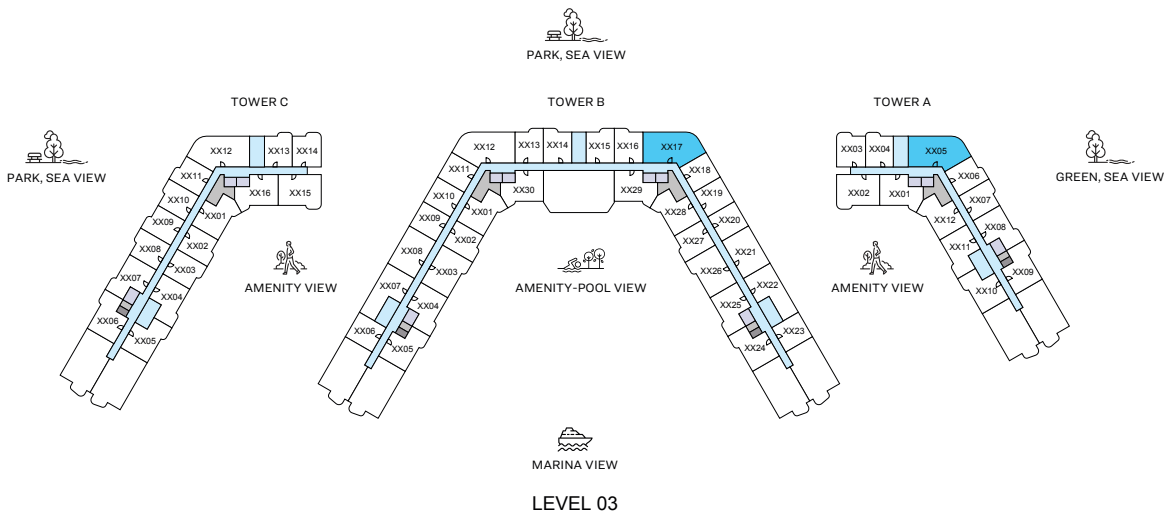 PARK, SEA VIEW
TOWER C
TOWER B
TOWER A
PARK, SEA VIEW
GREEN, SEA VIEW
XX12
XX13
XX14
XX11
XX16
XX15
XX10
XX01
XX09
XX02
XX08
XX03
XX07
XX04
XX06
XX05
XX12
XX13
XX14
XX15
XX16
XX17
XX11
XX30
XX29
XX18
XX10
XX01
XX28
XX19
XX09
XX02
XX27
XX20
XX08
XX03
XX26
XX21
XX07
XX04
XX25
XX22
XX06
XX05
XX24
XX23
XX03
XX04
XX05
XX02
XX01
XX06
XX12
XX07
XX11
XX08
XX10
XX09
AMENITY VIEW
AMENITY-POOL VIEW
AMENITY VIEW
MARINA VIEW
LEVEL 03